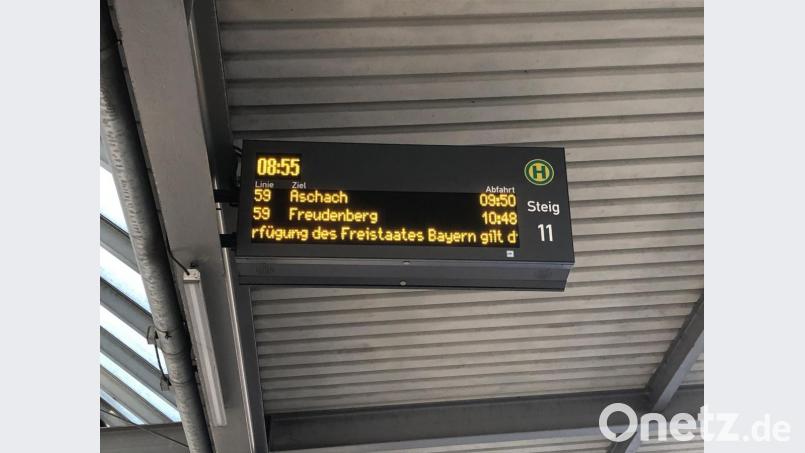 08:55
Linie Ziel Abfahrt
59 Aschach 09:50
59 Freudenberg 10:48
rfügung des Freistaates Bayern gilt d
H
Steig
11
Onetz.de